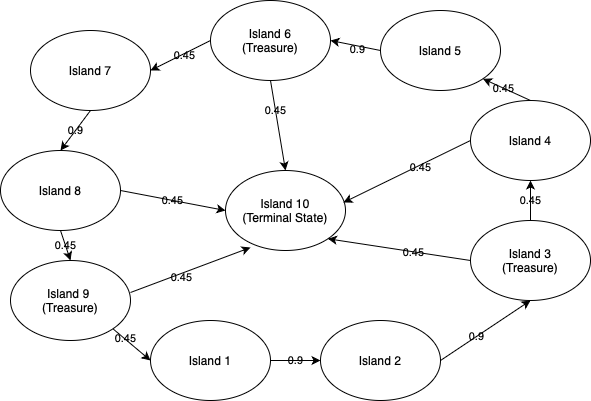 Island 6
(Treasure)
Island 5
Island 7
0.45
0.9
0.45
0.45
0.9
Island 4
Island 8
0.45
0.45
0.45
Island 10
(Terminal State)
0.45
0.45
Island 3
(Treasure)
0.45
Island 9
(Treasure)
0.45
0.9
Island 1
0.9
Island 2